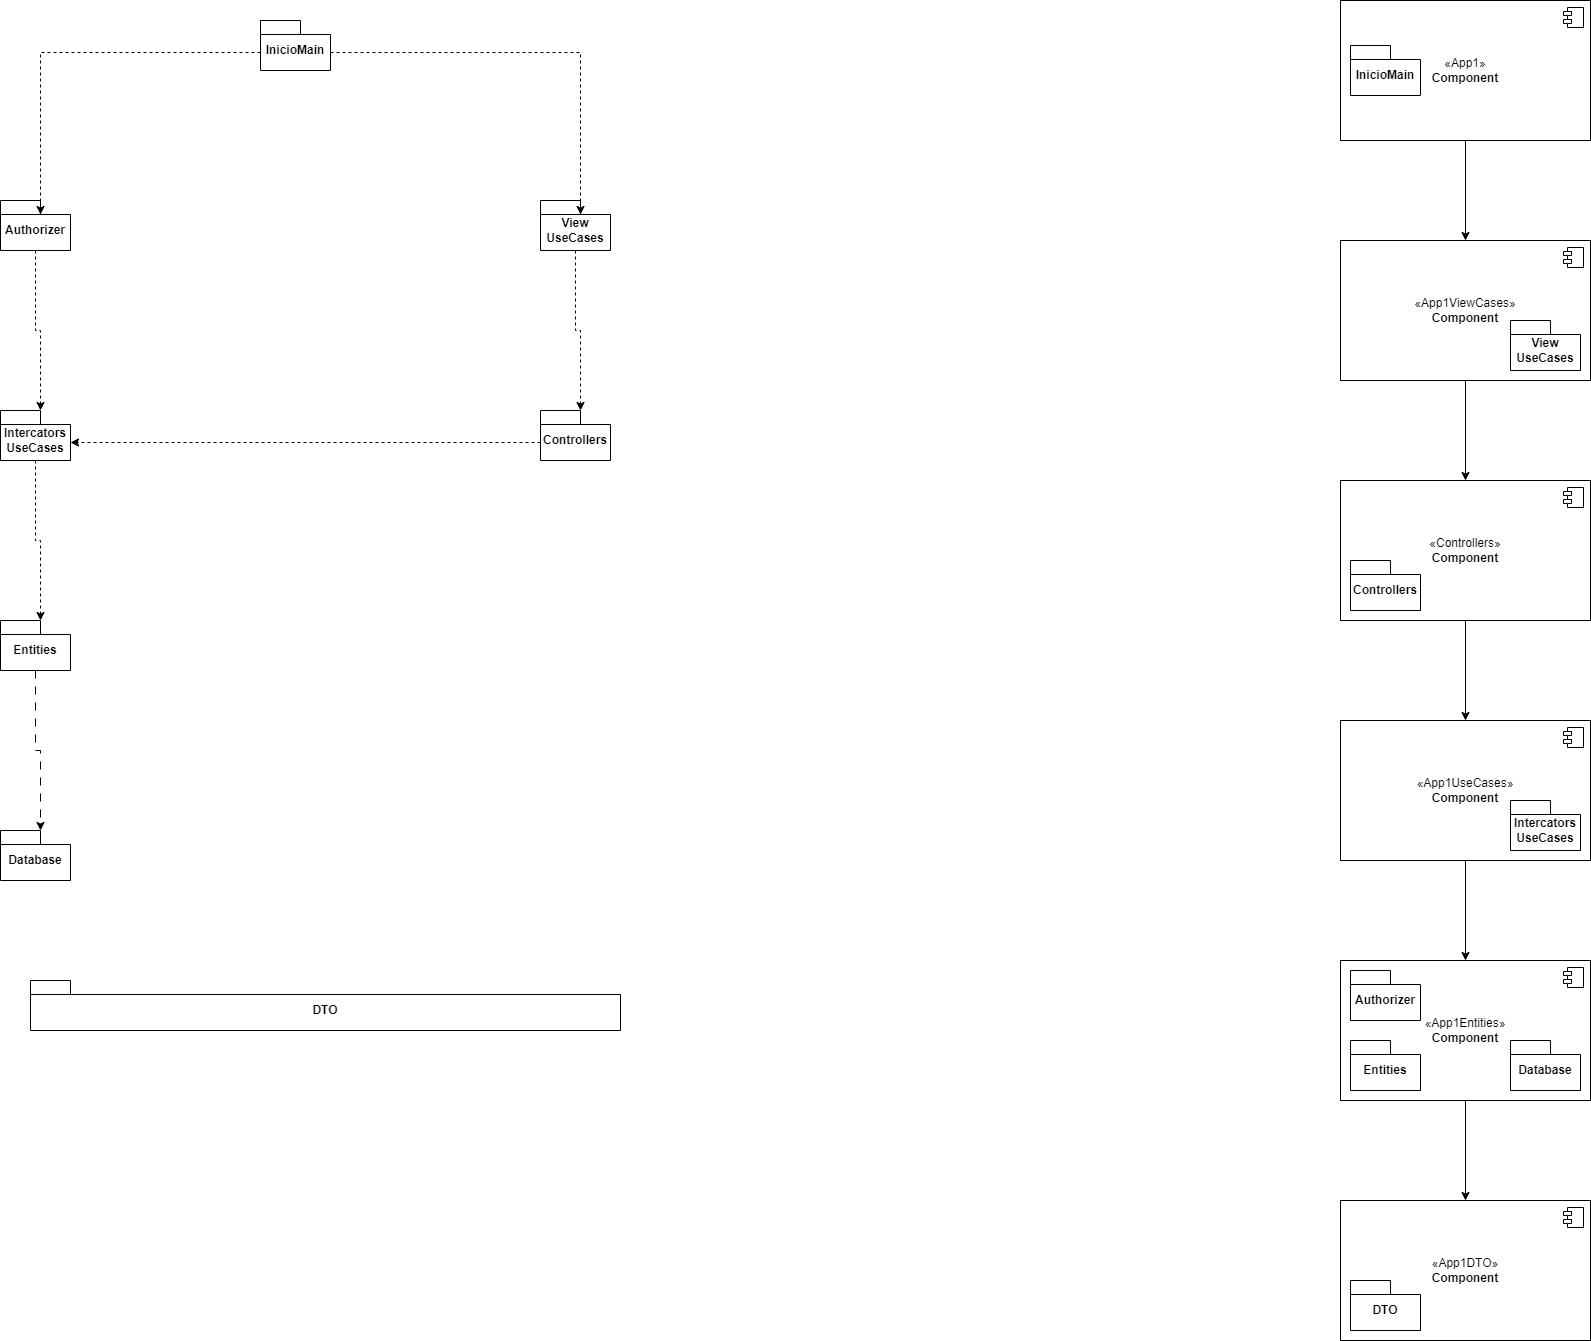 InicioMain
Authorizer
View
UseCases
Intercators
UseCases
Controllers
Entities
Database
DTO
«App1»
Component
InicioMain
«App1ViewCases»
Component
View
UseCases
«Controllers»
Component
Controllers
«App1UseCases»
Component
Intercators
UseCases
Authorizer
«App1Entities»
Component
Entities
Database
«App1DTO»
Component
DTO